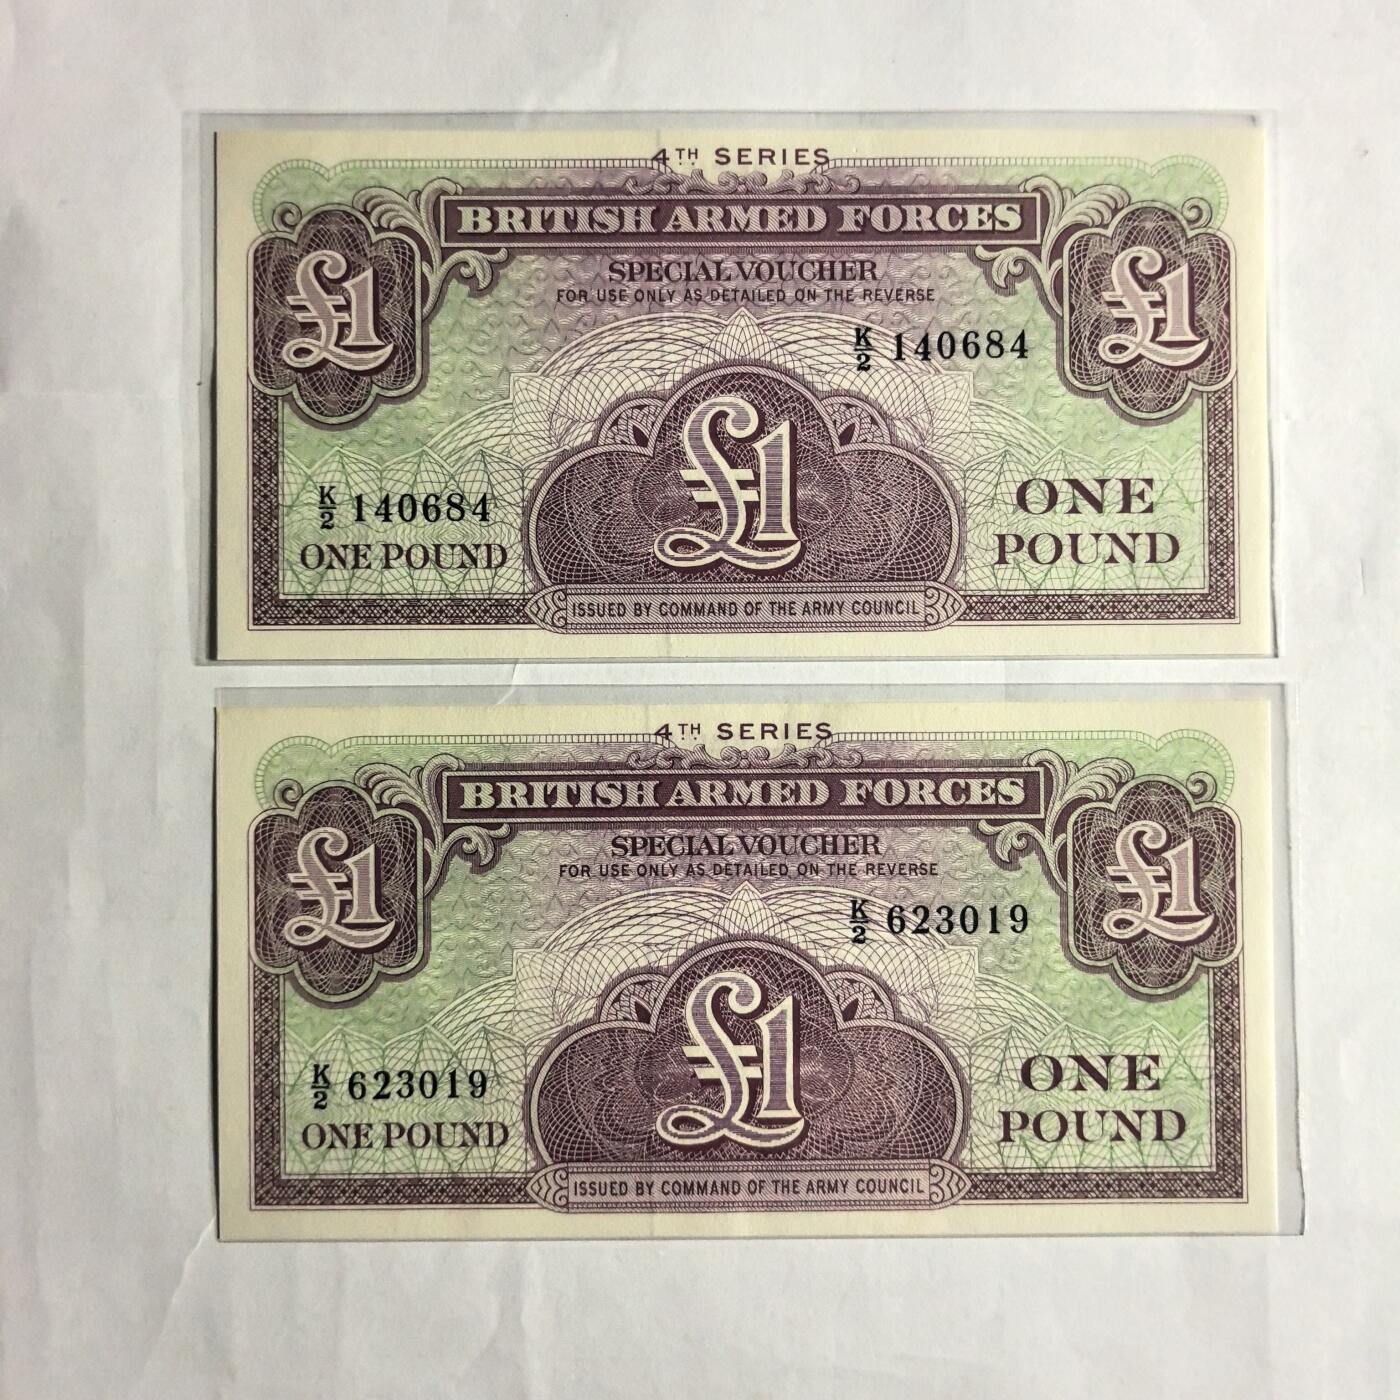 4TH SERIES
BRITISH ARMED FORCES
SPECIAL VOUCHER
FOR USE ONLY AS DETAILED ON THE REVERSE
£1
£1
K/2 140684
£1
K/2 140684
ONE POUND
ONE
POUND
ISSUED BY COMMAND OF THE ARMY COUNCIL
4TH SERIES
BRITISH ARMED FORCES
SPECIAL VOUCHER
FOR USE ONLY AS DETAILED ON THE REVERSE
£1
£1
K/2 623019
£1
K/2 623019
ONE POUND
ONE
POUND
ISSUED BY COMMAND OF THE ARMY COUNCIL